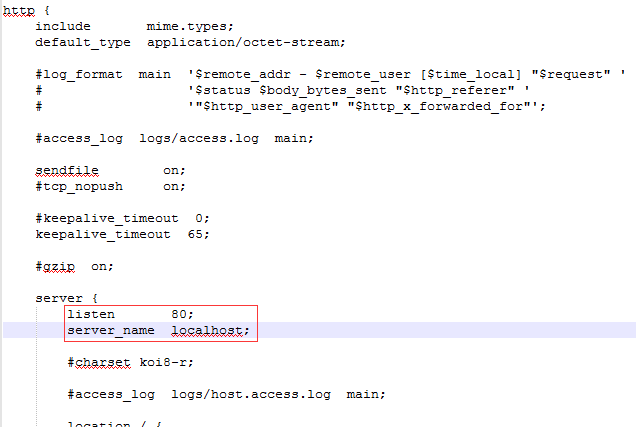 http {
    include       mime.types;
    default_type  application/octet-stream;
    #log_format  main  '$remote_addr - $remote_user [$time_local] "$request" '
    #                  '$status $body_bytes_sent "$http_referer" '
    #                  '"$http_user_agent" "$http_x_forwarded_for"';
    #access_log  logs/access.log  main;
    sendfile        on;
    #tcp_nopush     on;
    #keepalive_timeout  0;
    keepalive_timeout  65;
    #gzip  on;
    server {
        listen       80;
        server_name  localhost;
        #charset koi8-r;
        #access_log  logs/host.access.log  main;
        location / {